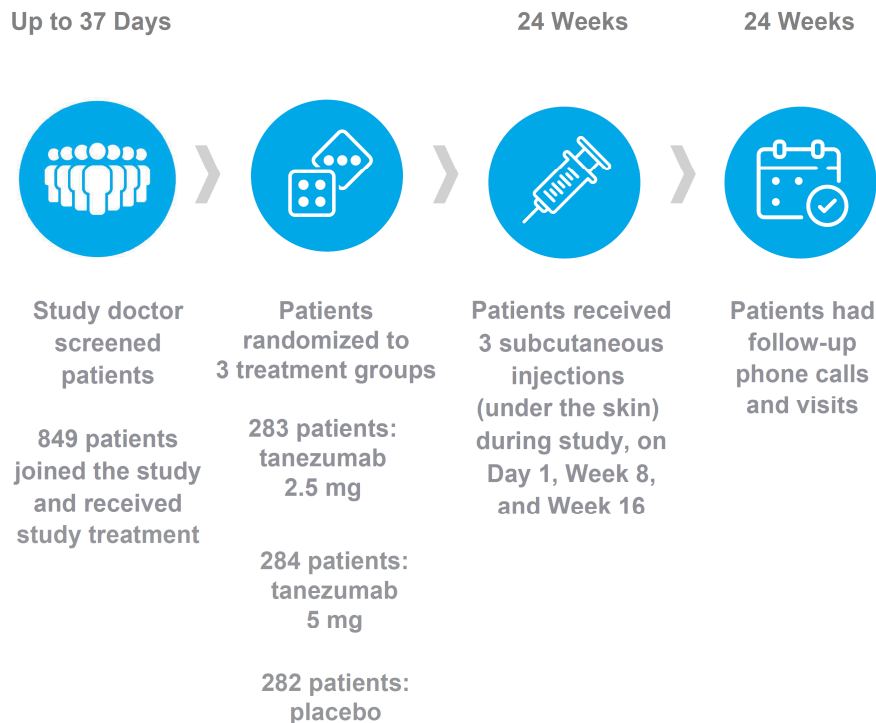 Up to 37 Days
24 Weeks
24 Weeks
Study doctor
screened
patients
849 patients
joined the study
and received
study treatment
Patients
randomized to
3 treatment groups
283 patients:
tanezumab
2.5 mg
284 patients:
tanezumab
5 mg
282 patients:
placebo
Patients received
3 subcutaneous
injections
(under the skin)
during study, on
Day 1, Week 8,
and Week 16
Patients had
follow-up
phone calls
and visits